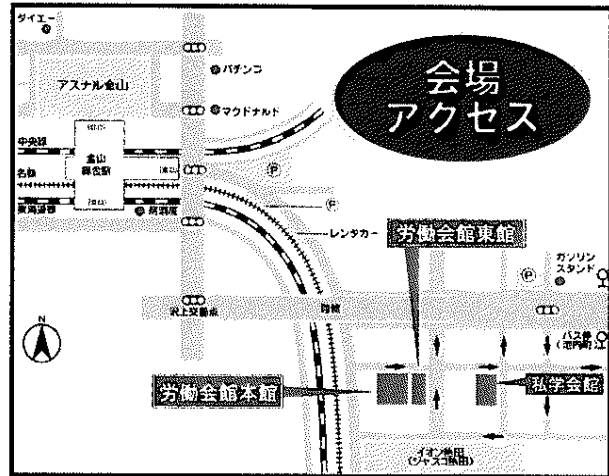 ダイエー
会場
アクセス
パチンコ
アスナル金山
マクドナルド
中央線
金山
総合駅
名鉄
東海道線
居酒屋
P
P
レンタカー
労働会館東館
P
ガソリン
スタンド
沢上交差点
陸橋
N
バス停
(池内町)
労働会館本館
私学会館
イオン熱田
(ジャスコ熱田)